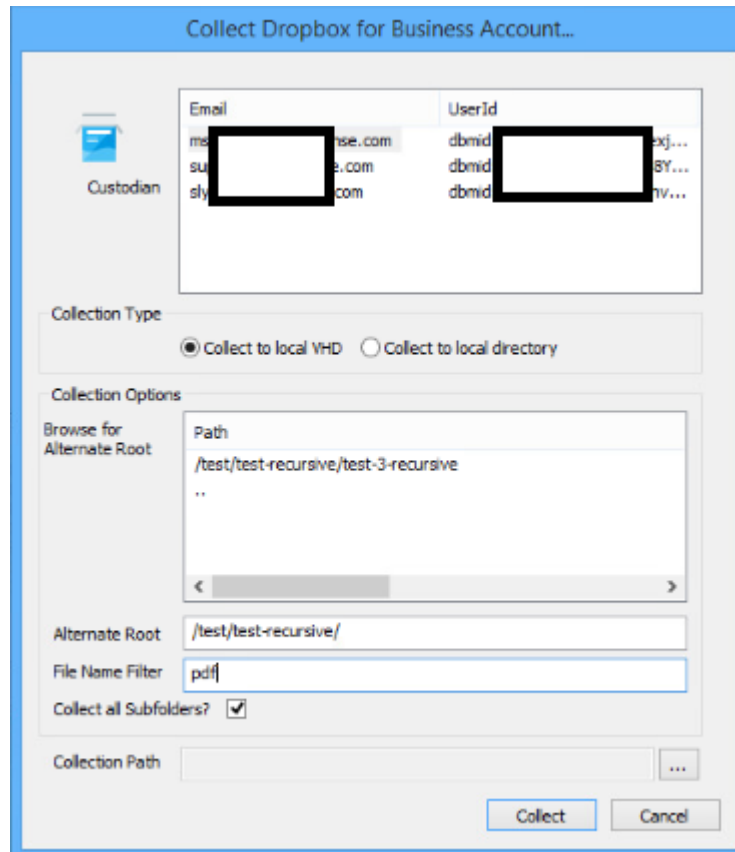 Collect Dropbox for Business Account...
Email UserId
Custodian
ms nse.com dbmid exj...
su e.com dbmid 8Y...
sly com dbmid nv...
Collection Type
Collect to local VHD Collect to local directory
Collection Options
Browse for
Alternate Root
Path
/test/test-recursive/test-3-recursive
..
Alternate Root /test/test-recursive/
File Name Filter pdf
Collect all Subfolders?
Collection Path ...
Collect Cancel